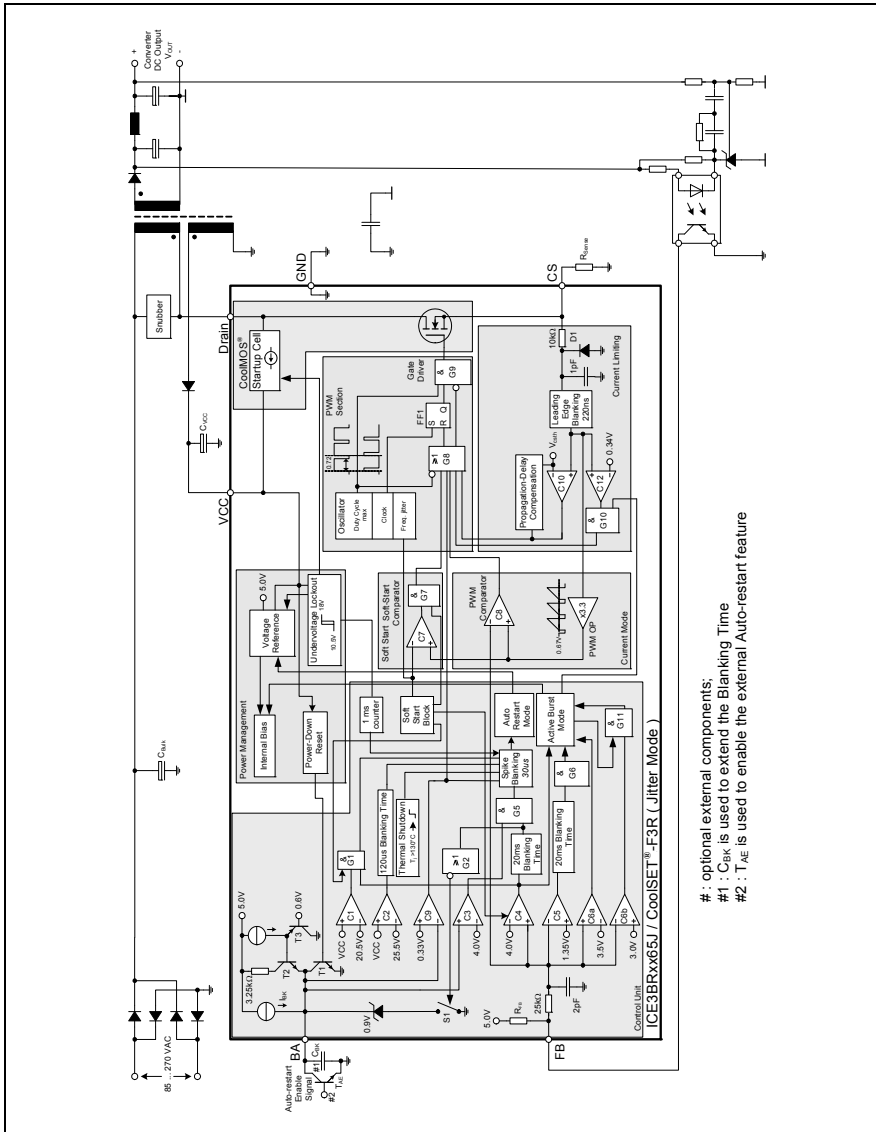 +
Converter
DC Output
VOUT
-
Snubber
CBulk
85 ... 270 VAC
CVCC
VCC
Drain
GND
CS
RSense
BA
FB
Auto-restart
Enable
Signal
#1
CBK
#2
TAE
Power Management
Internal Bias
Voltage
Reference
5.0V
Undervoltage Lockout
18V
10.5V
Power-Down
Reset
1 ms
counter
CoolMOS®
Startup Cell
PWM
Section
0.72
Oscillator
Duty Cycle
max
Clock
Freq. jitter
FF1
S
R
Q
≥1
G8
Gate
Driver
&
G9
Soft Start
Soft-Start
Comparator
Soft
Start
Block
C7
&
G7
PWM
Comparator
C8
0.67V
x3.3
PWM OP
Current Mode
Propagation-Delay
Compensation
Vcsth
C10
C12
0.34V
&
G10
Leading
Edge
Blanking
220ns
10kΩ
D1
1pF
Current Limiting
5.0V
3.25kΩ
IBK
T2
T3
0.6V
T1
0.9V
S1
VCC
C1
20.5V
VCC
C2
25.5V
0.33V
C9
C3
4.0V
4.0V
C4
C5
1.35V
C6a
3.5V
C6b
3.0V
&
G1
120us Blanking Time
Thermal Shutdown
Tj >130°C
≥1
G2
&
G5
Spike
Blanking
30us
20ms
Blanking
Time
20ms Blanking
Time
&
G6
Auto
Restart
Mode
Active Burst
Mode
&
G11
5.0V
RFB
25kΩ
2pF
Control Unit
ICE3BRxx65J / CoolSET®-F3R ( Jitter Mode )
# : optional external components;
#1 : CBK is used to extend the Blanking Time
#2 : TAE is used to enable the external Auto-restart feature